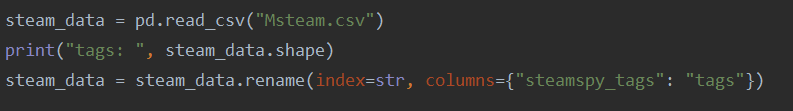 steam_data = pd.read_csv("Msteam.csv")
print("tags: ", steam_data.shape)
steam_data = steam_data.rename(index=str, columns={"steamspy_tags": "tags"})